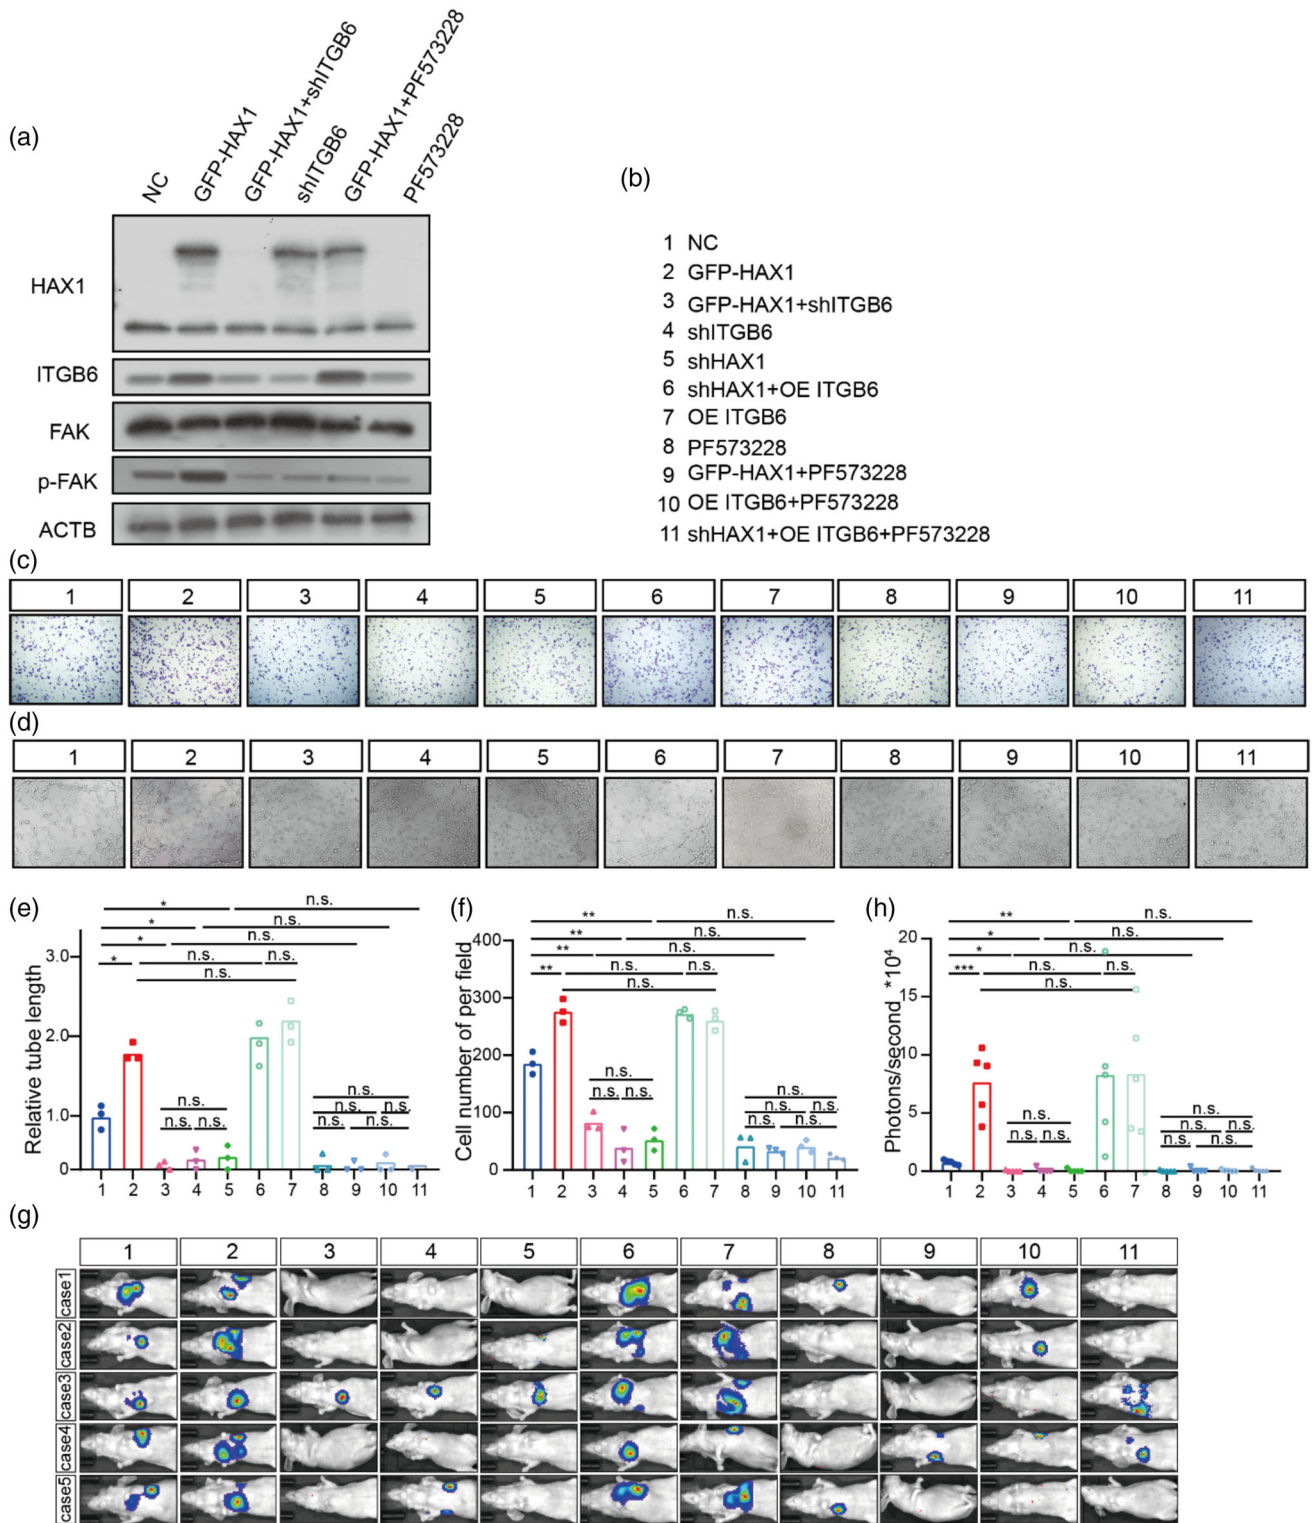 (a)
NC
GFP-HAX1
GFP-HAX1+shITGB6
shITGB6
GFP-HAX1+PF573228
PF573228
HAX1
ITGB6
FAK
p-FAK
ACTB
(b)
1 NC
2 GFP-HAX1
3 GFP-HAX1+shITGB6
4 shITGB6
5 shHAX1
6 shHAX1+OE ITGB6
7 OE ITGB6
8 PF573228
9 GFP-HAX1+PF573228
10 OE ITGB6+PF573228
11 shHAX1+OE ITGB6+PF573228
(c)
1 2 3 4 5 6 7 8 9 10 11
(d)
1 2 3 4 5 6 7 8 9 10 11
(e)
* n.s.
* n.s.
* n.s.
* n.s. n.s.
n.s.
3.0
2.0
1.0
0
Relative tube length
n.s.
n.s. n.s.
n.s.
n.s. n.s.
n.s. n.s.
1 2 3 4 5 6 7 8 9 10 11
(f)
** n.s.
** n.s.
** n.s.
** n.s. n.s.
n.s.
400
300
200
100
0
Cell number of per field
n.s.
n.s. n.s.
n.s.
n.s. n.s.
n.s. n.s.
1 2 3 4 5 6 7 8 9 10 11
(h)
** n.s.
* n.s.
* n.s.
*** n.s. n.s.
n.s.
20
15
10
5
0
Photons/second *10⁴
n.s.
n.s. n.s.
n.s.
n.s. n.s.
n.s. n.s.
1 2 3 4 5 6 7 8 9 10 11
(g)
1 2 3 4 5 6 7 8 9 10 11
case1
case2
case3
case4
case5